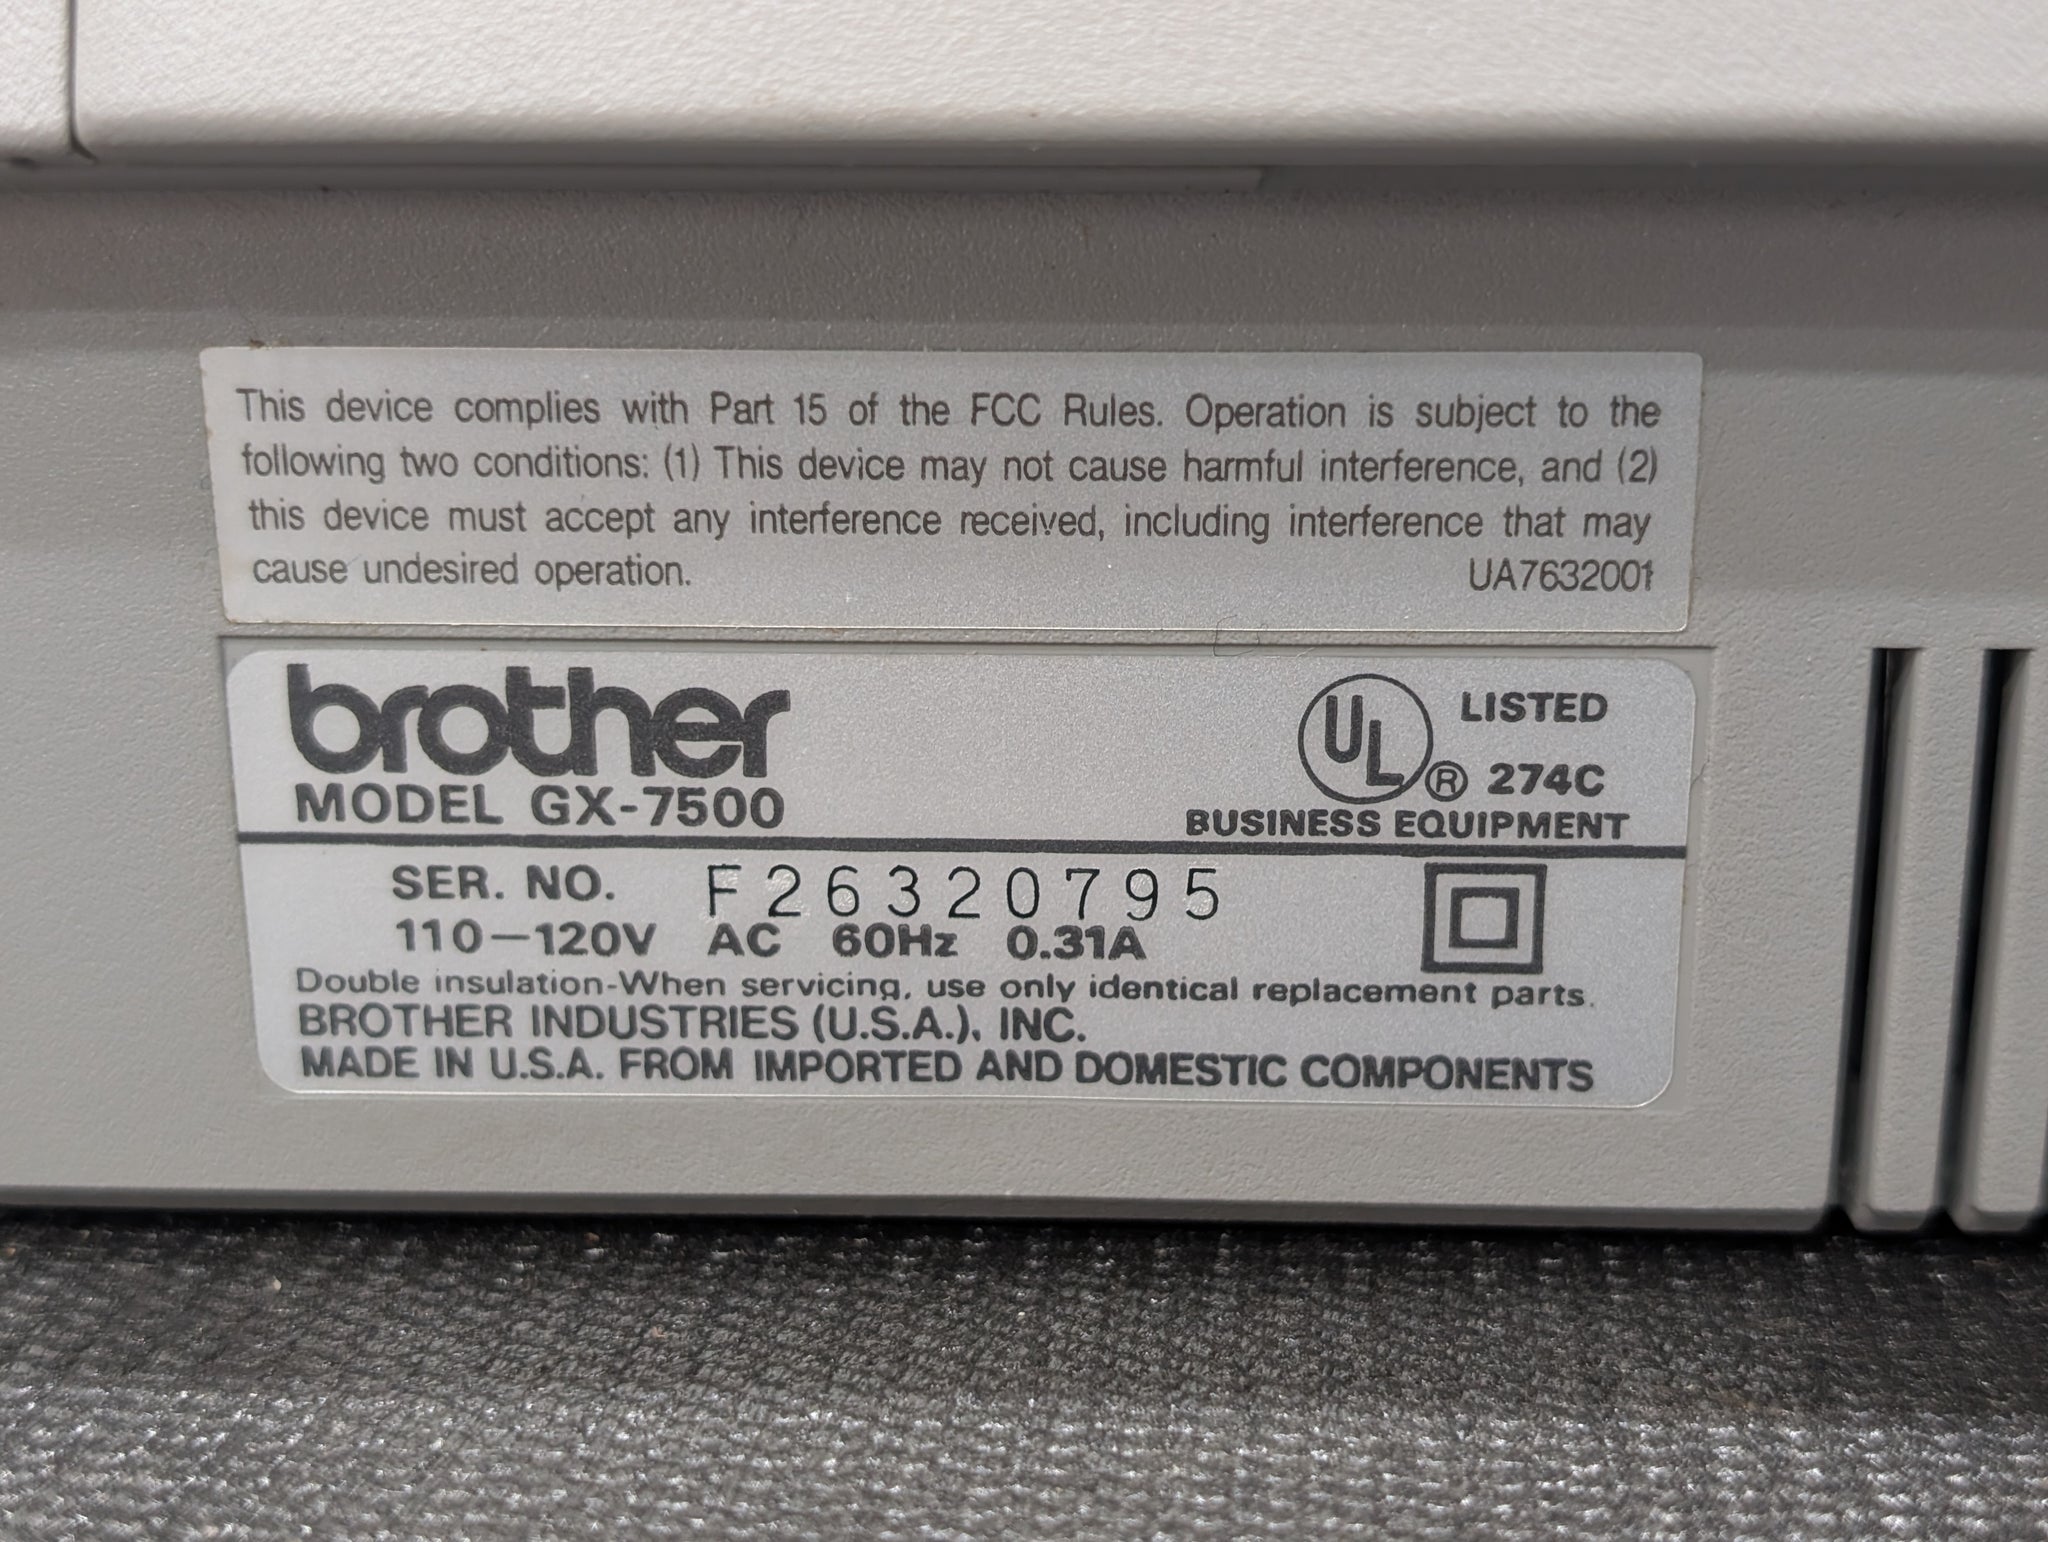 This device complies with Part 15 of the FCC Rules. Operation is subject to the
following two conditions: (1) This device may not cause harmful interference, and (2)
this device must accept any interference received, including interference that may
cause undesired operation. UA7632001
brother
MODEL GX-7500
UL® LISTED
274C
BUSINESS EQUIPMENT
SER. NO. F26320795
110-120V AC 60Hz 0.31A
Double insulation-When servicing, use only identical replacement parts.
BROTHER INDUSTRIES (U.S.A.), INC.
MADE IN U.S.A. FROM IMPORTED AND DOMESTIC COMPONENTS